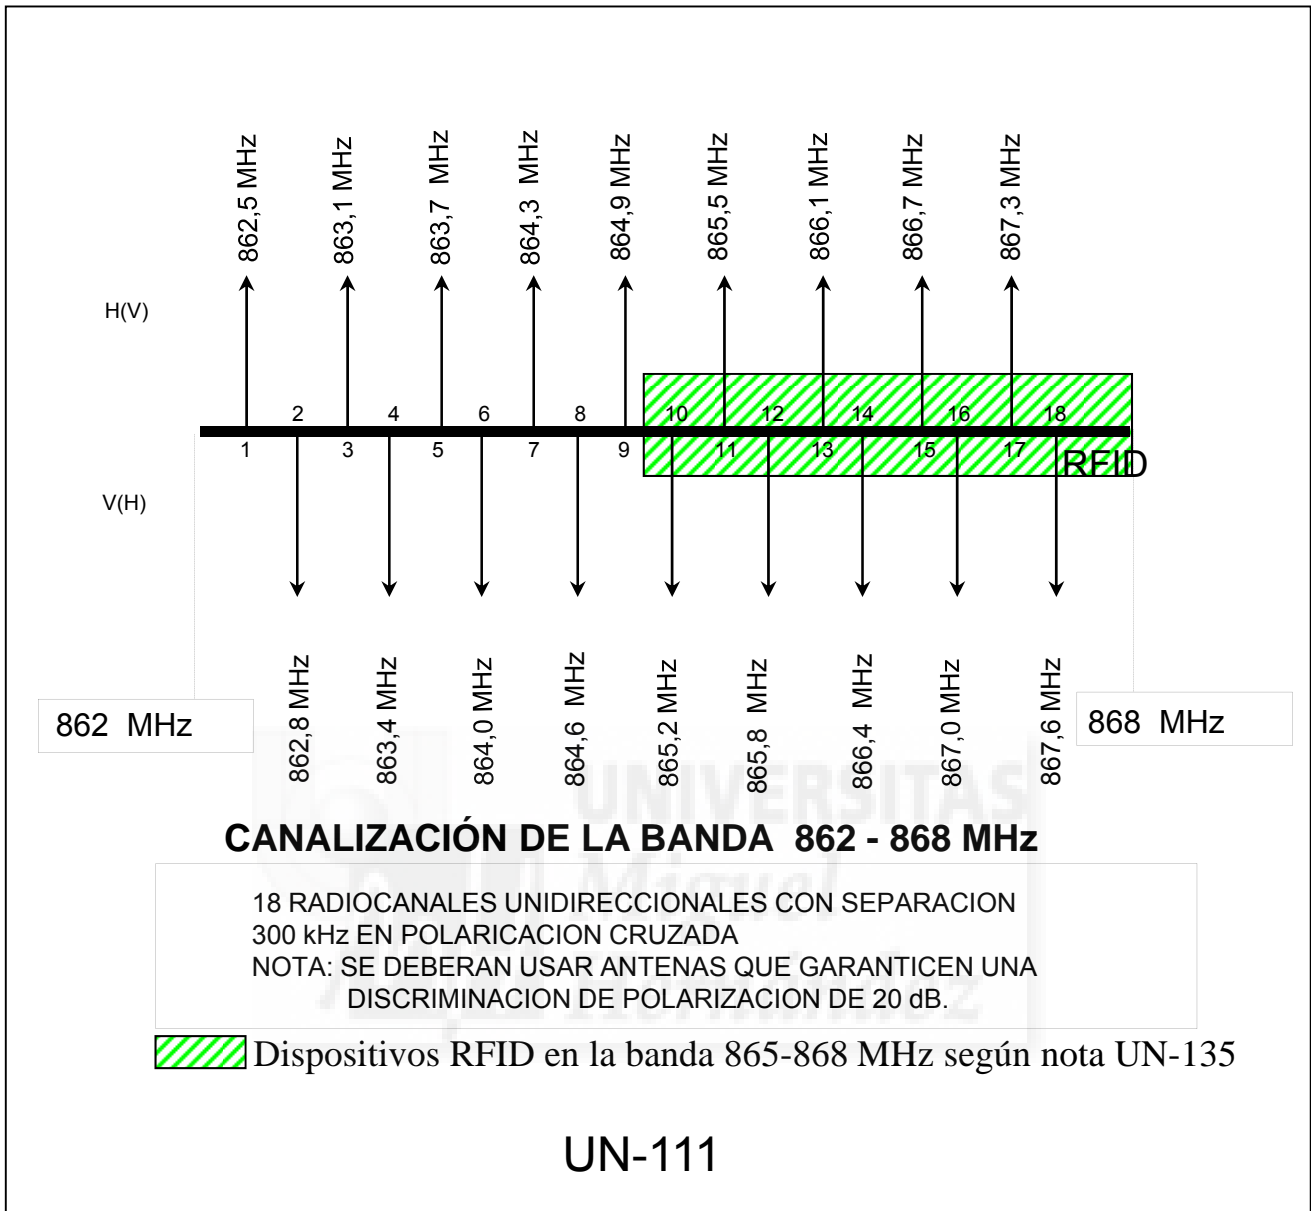 862,5 MHz
863,1 MHz
863,7 MHz
864,3 MHz
864,9 MHz
865,5 MHz
866,1 MHz
866,7 MHz
867,3 MHz
H(V)
2 4 6 8 10 12 14 16 18
1 3 5 7 9 11 13 15 17
RFID
V(H)
862,8 MHz
863,4 MHz
864,0 MHz
864,6 MHz
865,2 MHz
865,8 MHz
866,4 MHz
867,0 MHz
867,6 MHz
862 MHz
868 MHz
UNIVERSITAS
Miguel
Hernández
CANALIZACIÓN DE LA BANDA 862 - 868 MHz
18 RADIOCANALES UNIDIRECCIONALES CON SEPARACION
300 kHz EN POLARICACION CRUZADA
NOTA: SE DEBERAN USAR ANTENAS QUE GARANTICEN UNA
DISCRIMINACION DE POLARIZACION DE 20 dB.
Dispositivos RFID en la banda 865-868 MHz según nota UN-135
UN-111